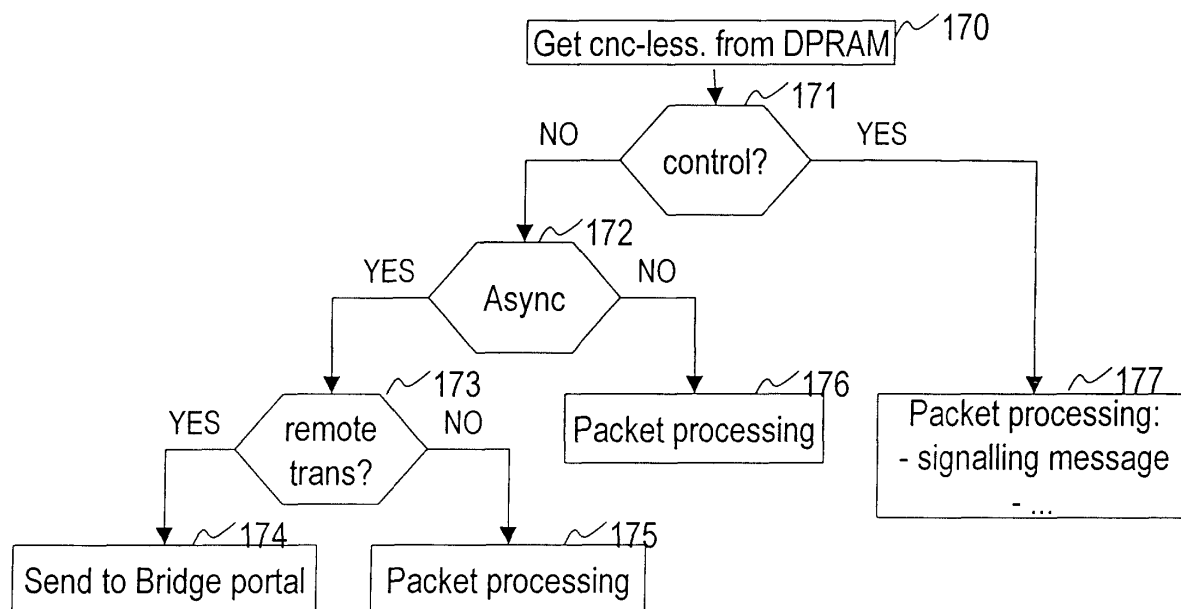 Get cnc-less. from DPRAM
170
171
NO
control?
YES
172
YES
Async
NO
173
YES
remote
trans?
NO
176
Packet processing
177
Packet processing:
- signalling message
- ...
174
Send to Bridge portal
175
Packet processing